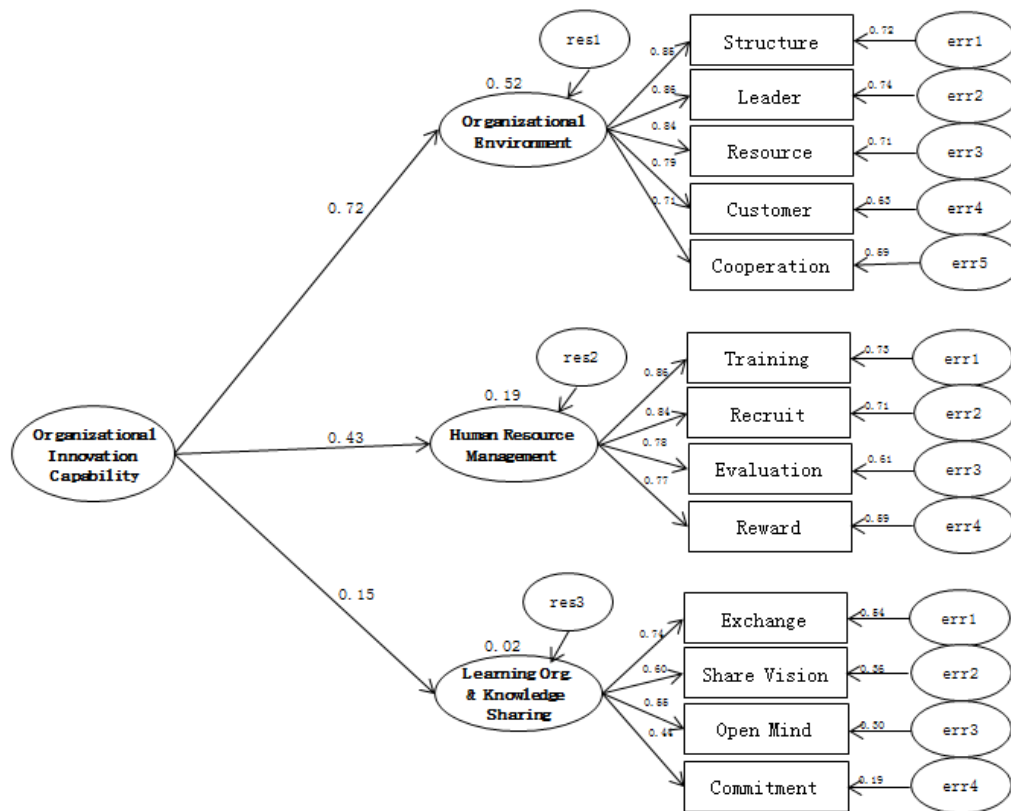 res1
Structure
0.72
err1
0.85
0.52
0.86
Leader
0.74
err2
Organizational
Environment
0.84
Resource
0.71
err3
0.79
0.72
0.71
Customer
0.63
err4
Cooperation
0.59
err5
res2
Training
0.75
err1
0.86
0.19
0.84
Recruit
0.71
err2
Organizational
Innovation
Capability
0.43
Human Resource
Management
0.78
Evaluation
0.61
err3
0.77
Reward
0.59
err4
0.15
res3
Exchange
0.54
err1
0.74
0.02
0.60
Share Vision
0.36
err2
Learning Org.
& Knowledge
Sharing
0.55
Open Mind
0.30
err3
Commitment
0.19
err4